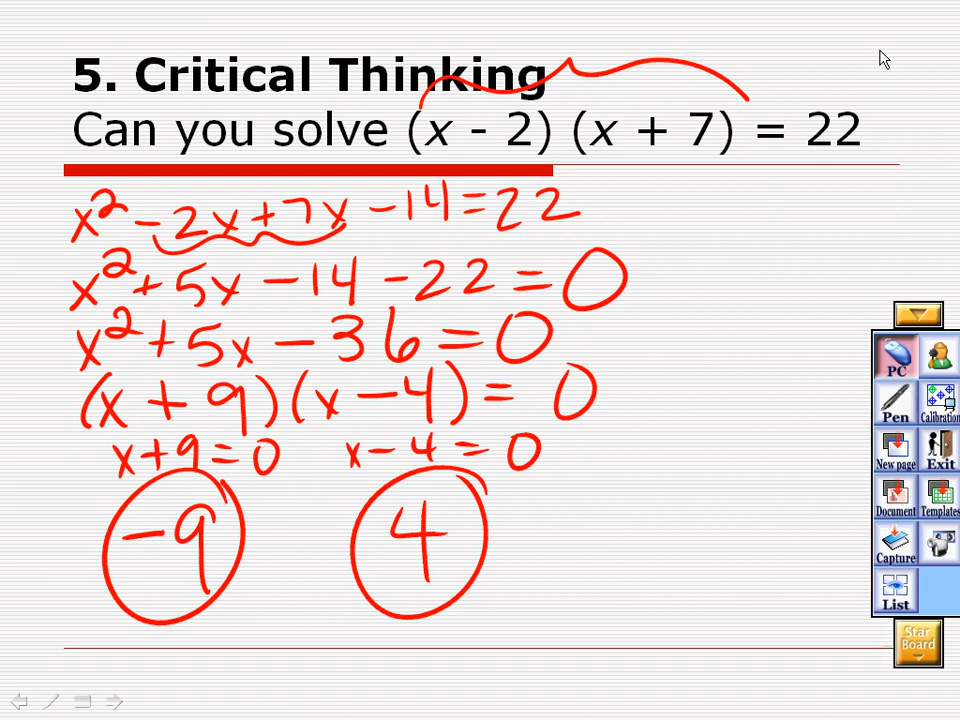 5. Critical Thinking
Can you solve (x - 2) (x + 7) = 22
x² - 2x + 7x - 14 = 22
x² + 5x - 14 - 22 = 0
x² + 5x - 36 = 0
(x + 9)(x - 4) = 0
x + 9 = 0 x - 4 = 0
-9 4
PC
Pen Calibration
New page Exit
Document Templates
Capture
List
Star
Board